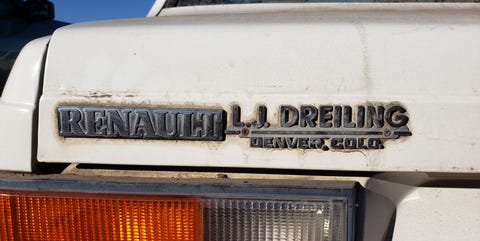 RENAULT L.J. DREILING
DENVER, COLO.